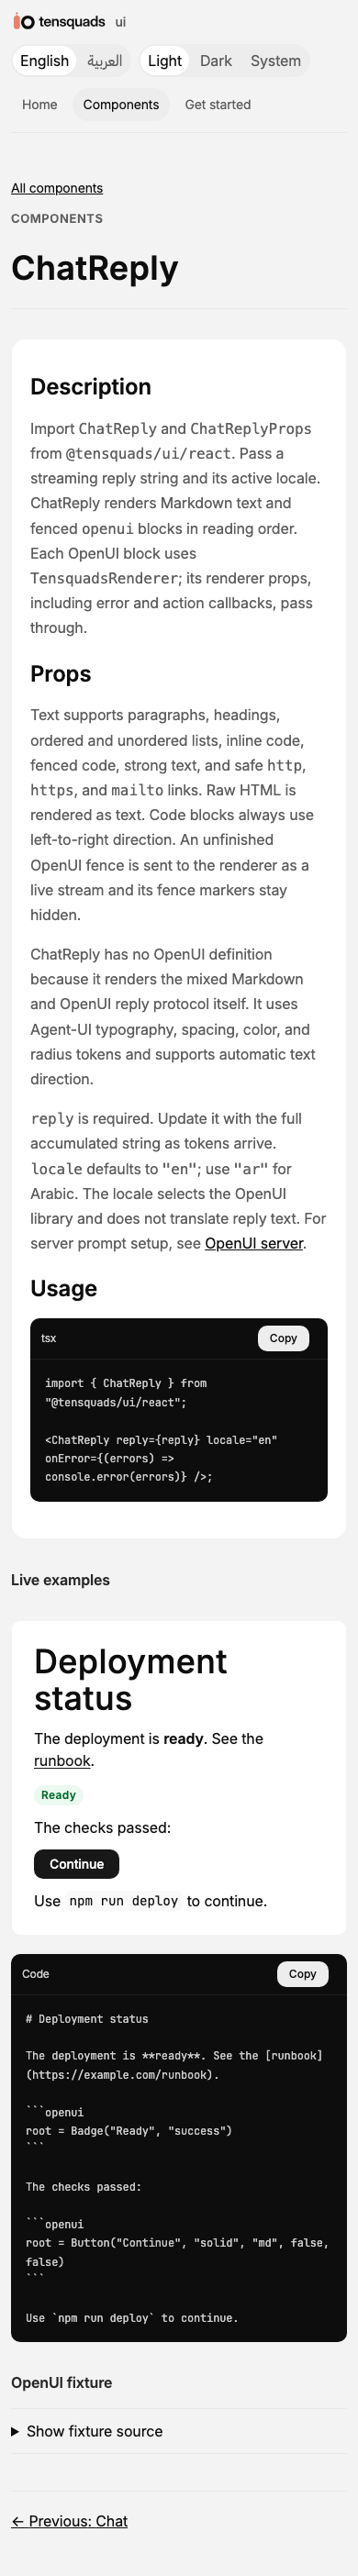 tensquads ui
English العربية Light Dark System
Home Components Get started
All components
COMPONENTS
ChatReply
Description
Import ChatReply and ChatReplyProps
from @tensquads/ui/react. Pass a
streaming reply string and its active locale.
ChatReply renders Markdown text and
fenced openui blocks in reading order.
Each OpenUI block uses
TensquadsRenderer; its renderer props,
including error and action callbacks, pass
through.
Props
Text supports paragraphs, headings,
ordered and unordered lists, inline code,
fenced code, strong text, and safe http,
https, and mailto links. Raw HTML is
rendered as text. Code blocks always use
left-to-right direction. An unfinished
OpenUI fence is sent to the renderer as a
live stream and its fence markers stay
hidden.
ChatReply has no OpenUI definition
because it renders the mixed Markdown
and OpenUI reply protocol itself. It uses
Agent-UI typography, spacing, color, and
radius tokens and supports automatic text
direction.
reply is required. Update it with the full
accumulated string as tokens arrive.
locale defaults to "en"; use "ar" for
Arabic. The locale selects the OpenUI
library and does not translate reply text. For
server prompt setup, see OpenUI server.
Usage
tsx Copy
import { ChatReply } from
"@tensquads/ui/react";
<ChatReply reply={reply} locale="en"
onError={(errors) =>
console.error(errors)} />;
Live examples
Deployment
status
The deployment is ready. See the
runbook.
Ready
The checks passed:
Continue
Use npm run deploy to continue.
Code Copy
# Deployment status
The deployment is **ready**. See the [runbook]
(https://example.com/runbook).
```openui
root = Badge("Ready", "success")
```
The checks passed:
```openui
root = Button("Continue", "solid", "md", false,
false)
```
Use `npm run deploy` to continue.
OpenUI fixture
▶ Show fixture source
← Previous: Chat